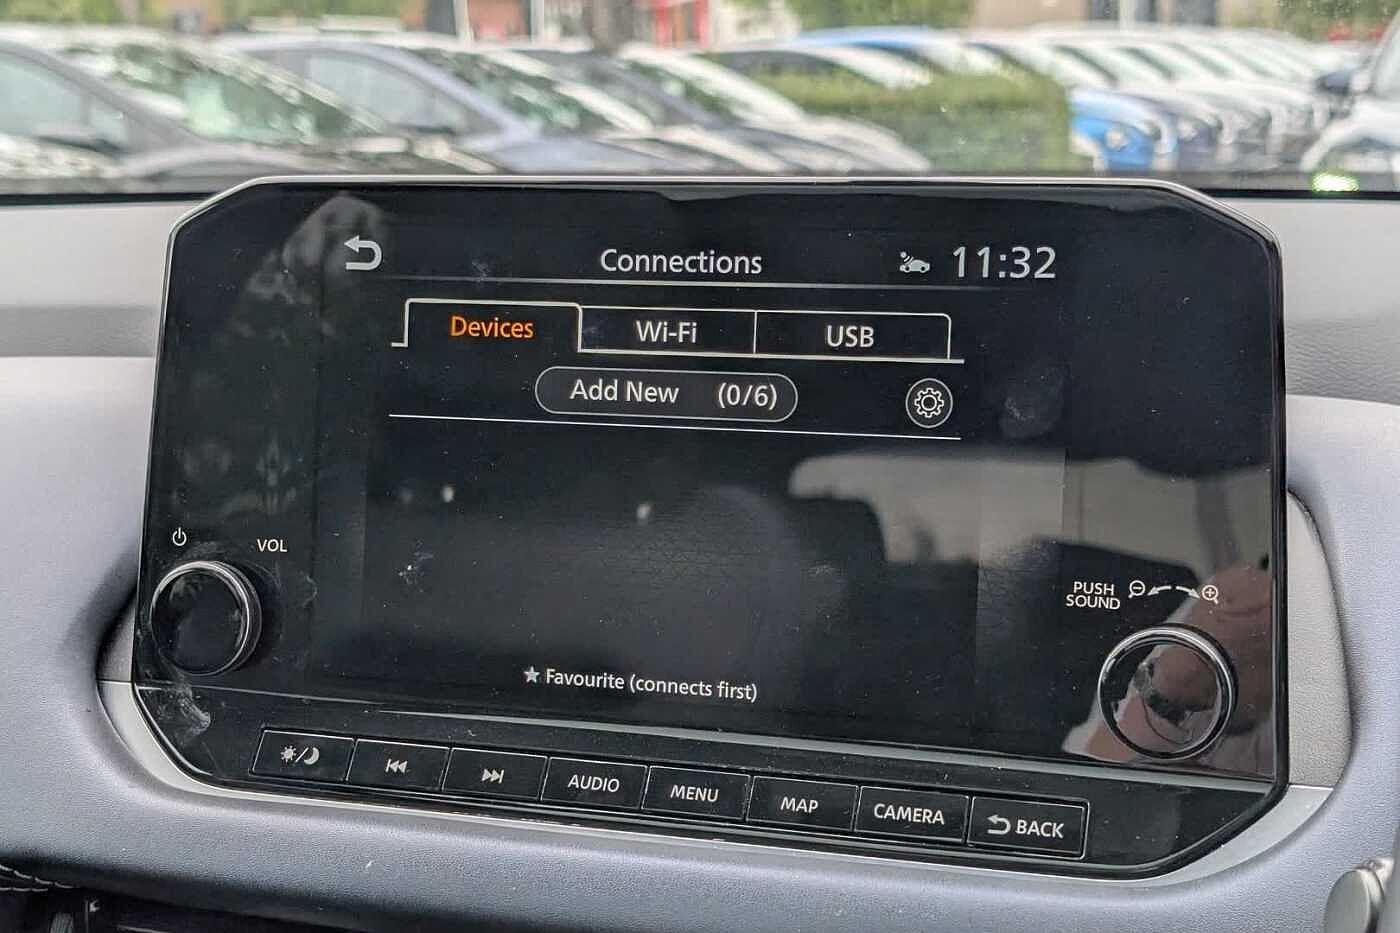 Connections 11:32
Devices Wi-Fi USB
Add New (0/6)
VOL
PUSH
SOUND
Favourite (connects first)
AUDIO MENU MAP CAMERA BACK